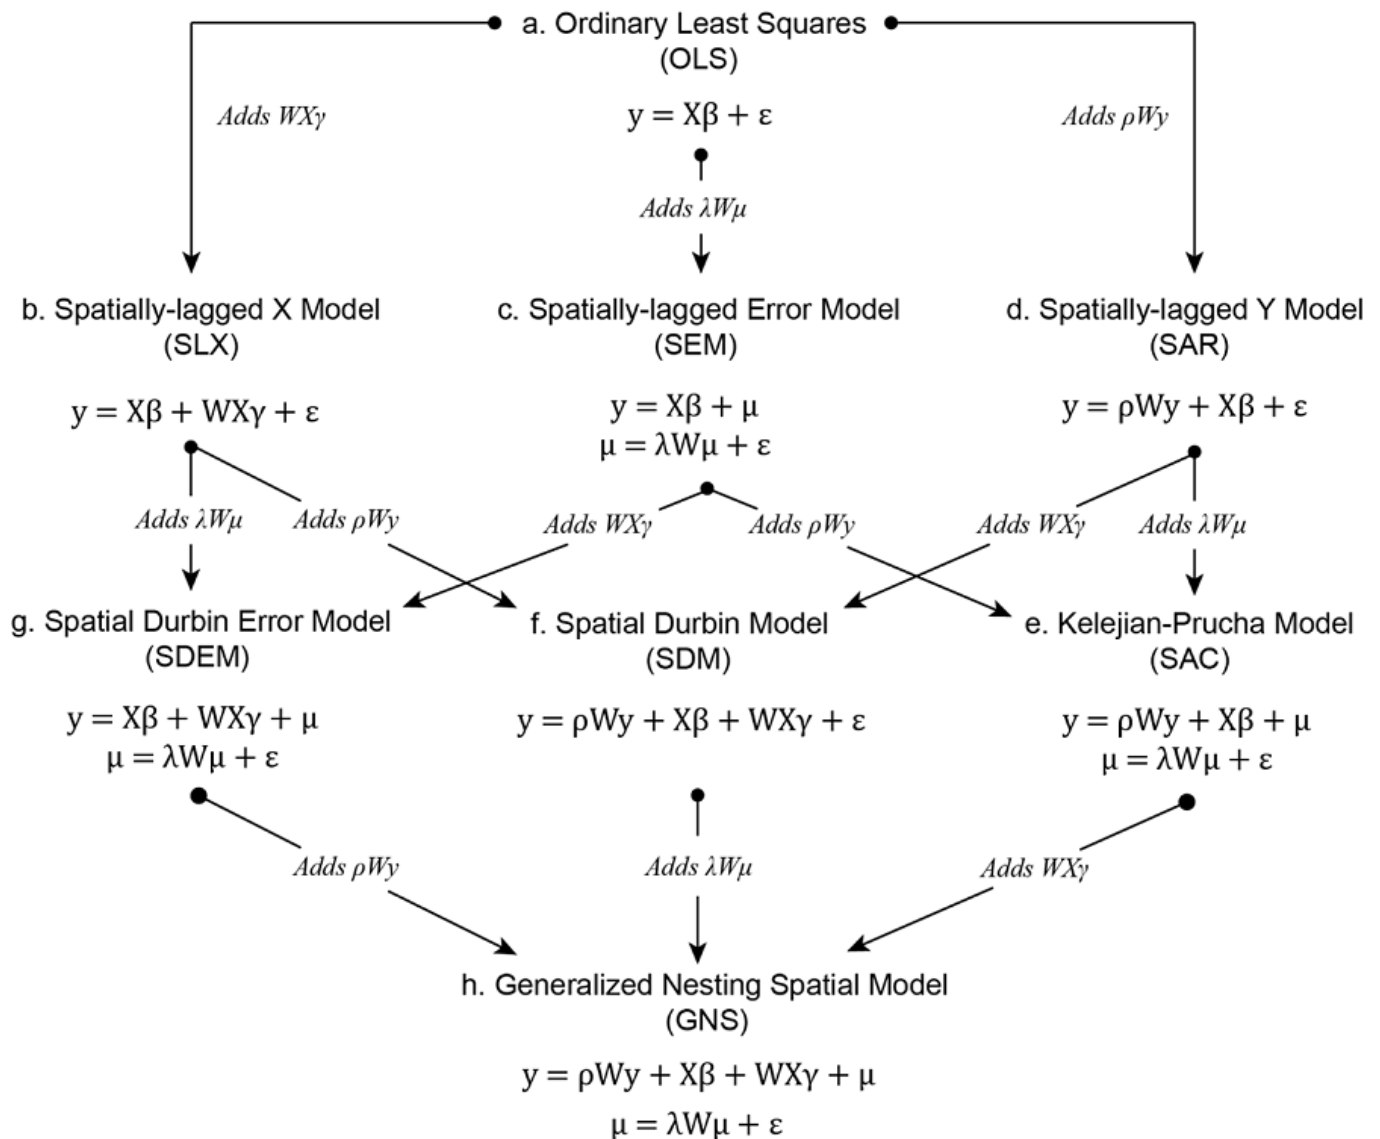 a. Ordinary Least Squares
(OLS)
y = Xβ + ε
Adds WXγ
Adds λWμ
Adds ρWy
b. Spatially-lagged X Model
(SLX)
y = Xβ + WXγ + ε
c. Spatially-lagged Error Model
(SEM)
y = Xβ + μ
μ = λWμ + ε
d. Spatially-lagged Y Model
(SAR)
y = ρWy + Xβ + ε
Adds λWμ
Adds ρWy
Adds WXγ
Adds ρWy
Adds WXγ
Adds λWμ
g. Spatial Durbin Error Model
(SDEM)
y = Xβ + WXγ + μ
μ = λWμ + ε
f. Spatial Durbin Model
(SDM)
y = ρWy + Xβ + WXγ + ε
e. Kelejian-Prucha Model
(SAC)
y = ρWy + Xβ + μ
μ = λWμ + ε
Adds ρWy
Adds λWμ
Adds WXγ
h. Generalized Nesting Spatial Model
(GNS)
y = ρWy + Xβ + WXγ + μ
μ = λWμ + ε